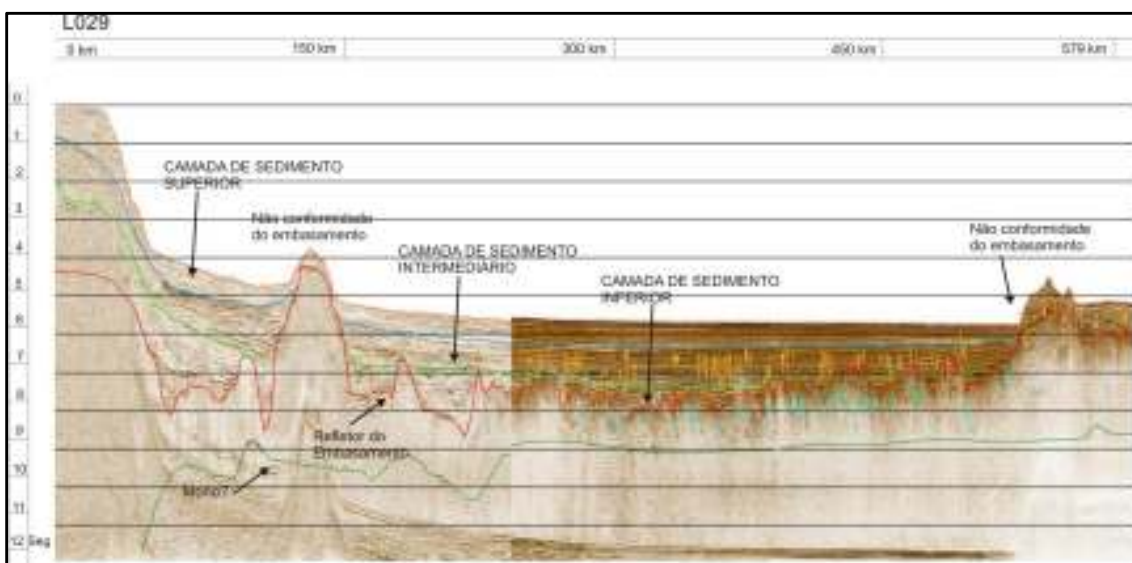 L029
0 km 150 km 300 km 450 km 579 km
0
1
2
CAMADA DE SEDIMENTO
SUPERIOR
3
Não conformidade
do embasamento
Não conformidade
do embasamento
4
CAMADA DE SEDIMENTO
INTERMEDIÁRIO
5
CAMADA DE SEDIMENTO
INFERIOR
6
7
8
9
Refletor do
Embasamento
10
Moho?
11
12 Seg